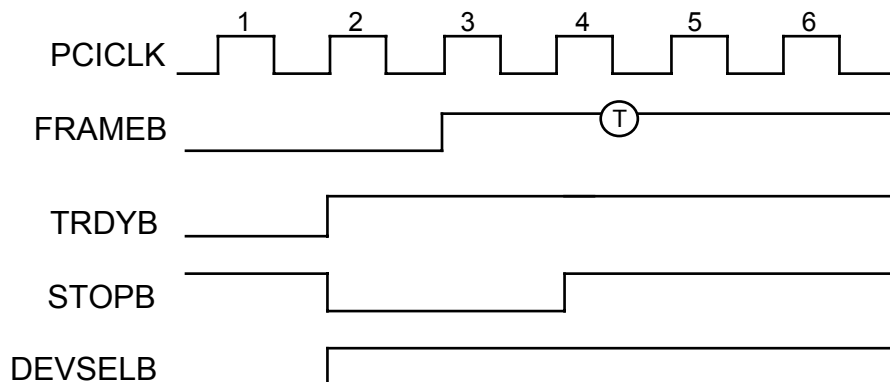 1 2 3 4 5 6
PCICLK
FRAMEB
T
TRDYB
STOPB
DEVSELB